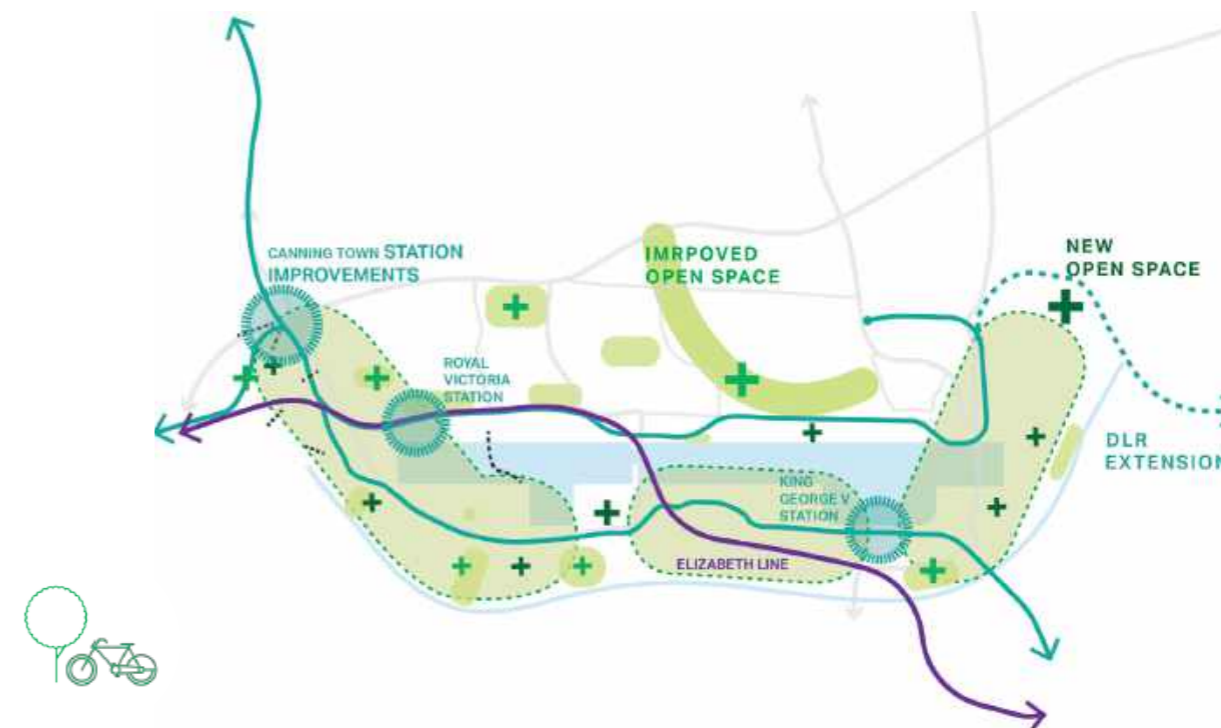 CANNING TOWN STATION
IMPROVEMENTS
IMRPOVED
OPEN SPACE
NEW
OPEN SPACE
ROYAL
VICTORIA
STATION
DLR
EXTENSION
KING
GEORGE V
STATION
ELIZABETH LINE